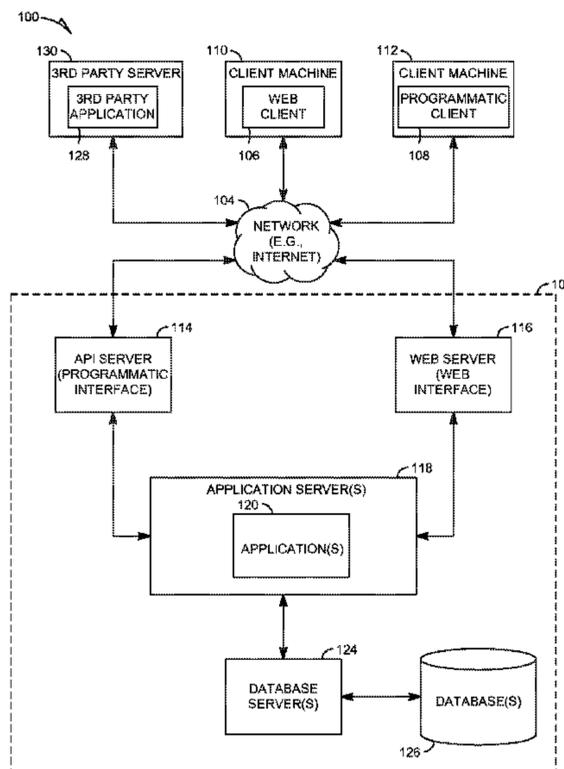 100
130
3RD PARTY SERVER
3RD PARTY
APPLICATION
128
110
CLIENT MACHINE
WEB
CLIENT
106
112
CLIENT MACHINE
PROGRAMMATIC
CLIENT
108
104
NETWORK
(E.G.,
INTERNET)
10
114
API SERVER
(PROGRAMMATIC
INTERFACE)
116
WEB SERVER
(WEB
INTERFACE)
118
APPLICATION SERVER(S)
120
APPLICATION(S)
124
DATABASE
SERVER(S)
DATABASE(S)
126